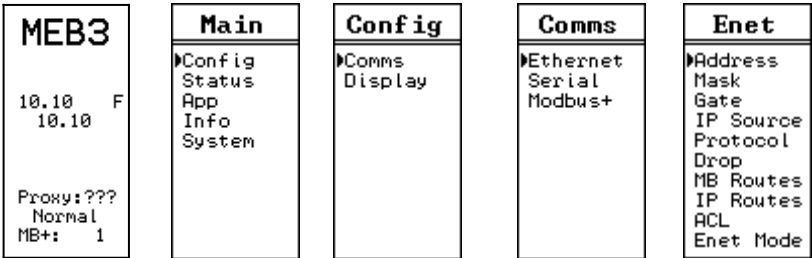 MEB3
10.10 F
10.10
Proxy:???
Normal
MB+: 1
Main
Config
Status
App
Info
System
Config
Comms
Display
Comms
Ethernet
Serial
Modbus+
Enet
Address
Mask
Gate
IP Source
Protocol
Drop
MB Routes
IP Routes
ACL
Enet Mode